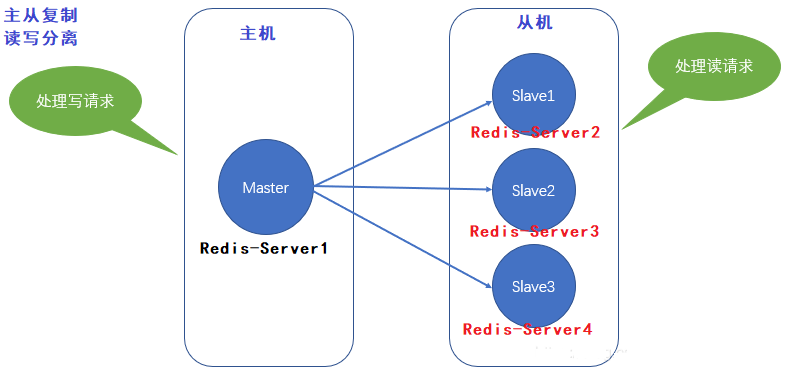 主从复制
读写分离
主机
从机
处理写请求
处理读请求
Slave1
Redis-Server2
Master
Redis-Server1
Slave2
Redis-Server3
Slave3
Redis-Server4